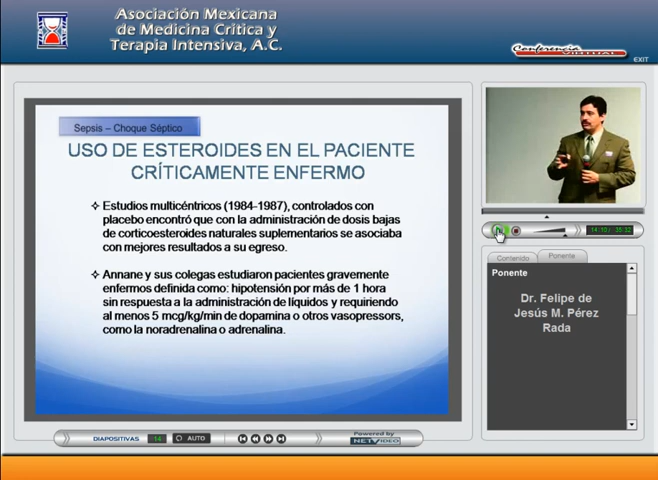 Asociación Mexicana
de Medicina Crítica y
Terapia Intensiva, A.C.
Conferencia
VIRTUAL
EXIT
Sepsis – Choque Séptico
USO DE ESTEROIDES EN EL PACIENTE
CRÍTICAMENTE ENFERMO
Estudios multicéntricos (1984-1987), controlados con
placebo encontró que con la administración de dosis bajas
de corticoesteroides naturales suplementarios se asociaba
con mejores resultados a su egreso.
Annane y sus colegas estudiaron pacientes gravemente
enfermos definida como: hipotensión por más de 1 hora
sin respuesta a la administración de líquidos y requiriendo
al menos 5 mcg/kg/min de dopamina o otros vasopressors,
como la noradrenalina o adrenalina.
14:10 / 35:32
Contenido
Ponente
Ponente
Dr. Felipe de
Jesús M. Pérez
Rada
DIAPOSITIVAS
14
AUTO
Powered by
NETVIDEO